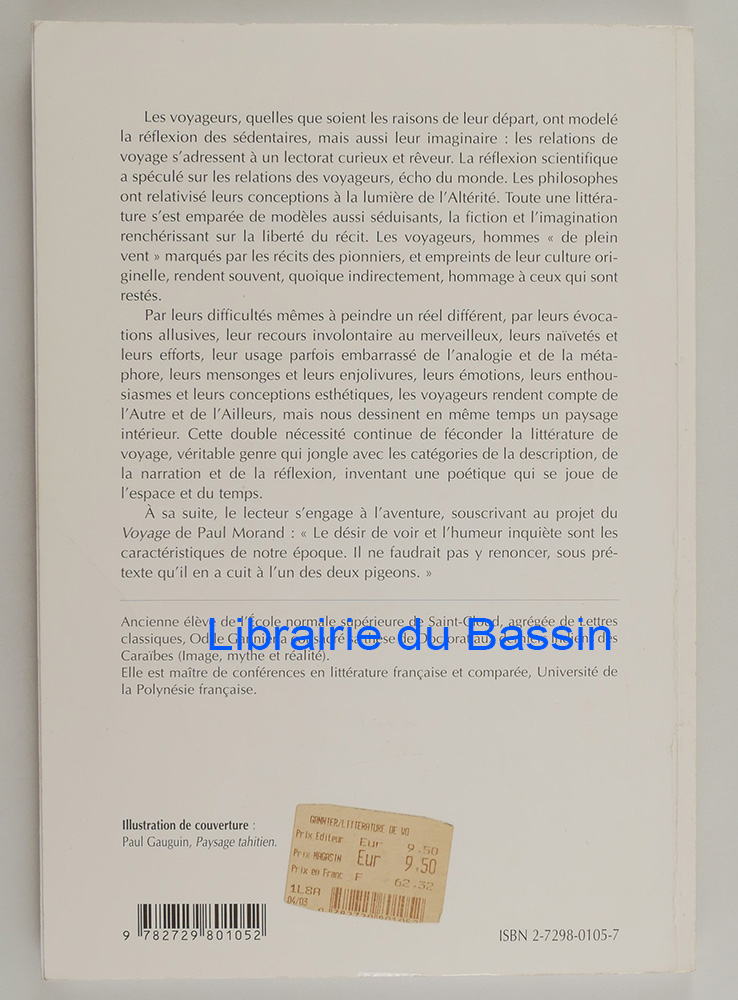 Les voyageurs, quelles que soient les raisons de leur départ, ont modelé
la réflexion des sédentaires, mais aussi leur imaginaire : les relations de
voyage s'adressent à un lectorat curieux et rêveur. La réflexion scientifique
a spéculé sur les relations des voyageurs, écho du monde. Les philosophes
ont relativisé leurs conceptions à la lumière de l'Altérité. Toute une littéra-
ture s'est emparée de modèles aussi séduisants, la fiction et l'imagination
renchérissant sur la liberté du récit. Les voyageurs, hommes « de plein
vent » marqués par les récits des pionniers, et empreints de leur culture ori-
ginelle, rendent souvent, quoique indirectement, hommage à ceux qui sont
restés.
Par leurs difficultés mêmes à peindre un réel différent, par leurs évoca-
tions allusives, leur recours involontaire au merveilleux, leurs naïvetés et
leurs efforts, leur usage parfois embarrassé de l'analogie et de la méta-
phore, leurs mensonges et leurs enjolivures, leurs émotions, leurs enthou-
siasmes et leurs conceptions esthétiques, les voyageurs rendent compte de
l'Autre et de l'Ailleurs, mais nous dessinent en même temps un paysage
intérieur. Cette double nécessité continue de féconder la littérature de
voyage, véritable genre qui jongle avec les catégories de la description, de
la narration et de la réflexion, inventant une poétique qui se joue de
l'espace et du temps.
À sa suite, le lecteur s'engage à l'aventure, souscrivant au projet du
Voyage de Paul Morand : « Le désir de voir et l'humeur inquiète sont les
caractéristiques de notre époque. Il ne faudrait pas y renoncer, sous pré-
texte qu'il en a cuit à l'un des deux pigeons. »
Ancienne élève de l'École normale supérieure de Saint-Cloud, agrégée de Lettres
Librairie du Bassin
classiques, Odile Gannier a consacré sa thèse de Doctorat aux derniers Indiens des
Caraïbes (Image, mythe et réalité).
Elle est maître de conférences en littérature française et comparée, Université de
la Polynésie française.
Illustration de couverture :
Paul Gauguin, Paysage tahitien.
GANNIER/LITTERATURE DE VO
Prix Editeur Eur 9.50
Prix MAGASIN Eur 9.50
Prix en Franc F 62.32
1L8A
04/03
9 782729 801052
ISBN 2-7298-0105-7